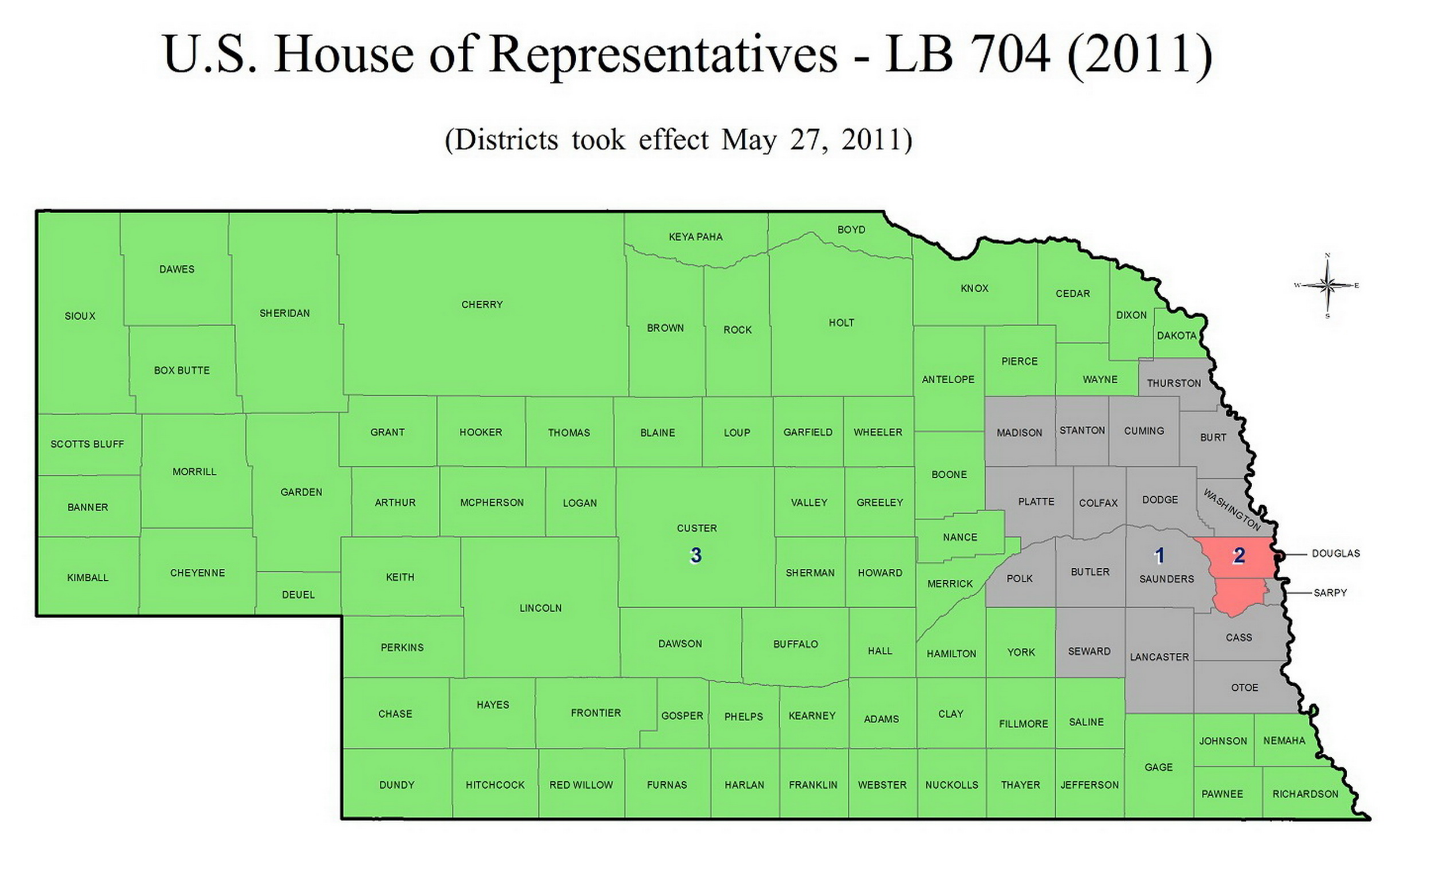 U.S. House of Representatives - LB 704 (2011)
(Districts took effect May 27, 2011)
KEYA PAHA
BOYD
DAWES
SIOUX
SHERIDAN
CHERRY
BROWN
ROCK
HOLT
KNOX
CEDAR
DIXON
DAKOTA
N
W
E
S
BOX BUTTE
ANTELOPE
PIERCE
WAYNE
THURSTON
SCOTTS BLUFF
GRANT
HOOKER
THOMAS
BLAINE
LOUP
GARFIELD
WHEELER
MADISON
STANTON
CUMING
BURT
MORRILL
GARDEN
BOONE
BANNER
ARTHUR
MCPHERSON
LOGAN
CUSTER
3
VALLEY
GREELEY
PLATTE
COLFAX
DODGE
WASHINGTON
NANCE
KIMBALL
CHEYENNE
DEUEL
KEITH
LINCOLN
SHERMAN
HOWARD
MERRICK
POLK
BUTLER
1
SAUNDERS
2
DOUGLAS
SARPY
PERKINS
DAWSON
BUFFALO
HALL
HAMILTON
YORK
SEWARD
LANCASTER
CASS
OTOE
CHASE
HAYES
FRONTIER
GOSPER
PHELPS
KEARNEY
ADAMS
CLAY
FILLMORE
SALINE
JOHNSON
NEMAHA
DUNDY
HITCHCOCK
RED WILLOW
FURNAS
HARLAN
FRANKLIN
WEBSTER
NUCKOLLS
THAYER
JEFFERSON
GAGE
PAWNEE
RICHARDSON